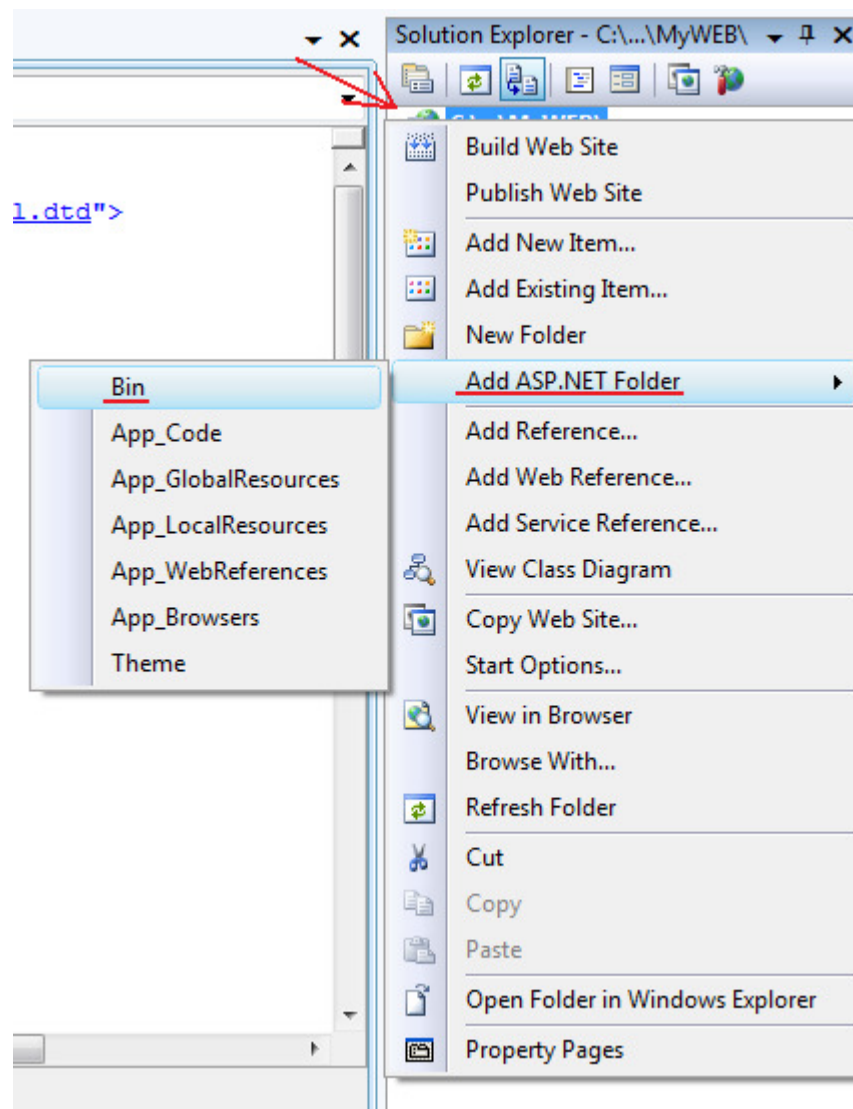 Solution Explorer - C:\...\MyWEB\
C:\...\MyWEB\
l.dtd">
Build Web Site
Publish Web Site
Add New Item...
Add Existing Item...
New Folder
Add ASP.NET Folder
Bin
App_Code
App_GlobalResources
App_LocalResources
App_WebReferences
App_Browsers
Theme
Add Reference...
Add Web Reference...
Add Service Reference...
View Class Diagram
Copy Web Site...
Start Options...
View in Browser
Browse With...
Refresh Folder
Cut
Copy
Paste
Open Folder in Windows Explorer
Property Pages